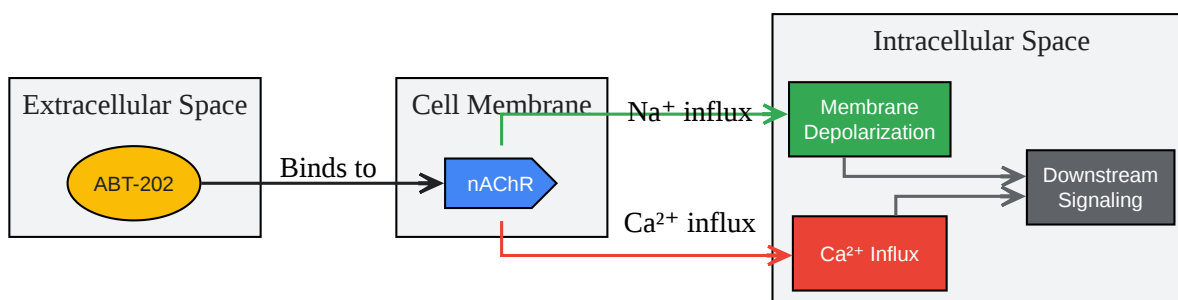 Extracellular Space
ABT-202
Binds to
Cell Membrane
nAChR
Na⁺ influx
Ca²⁺ influx
Intracellular Space
Membrane
Depolarization
Ca²⁺ Influx
Downstream
Signaling